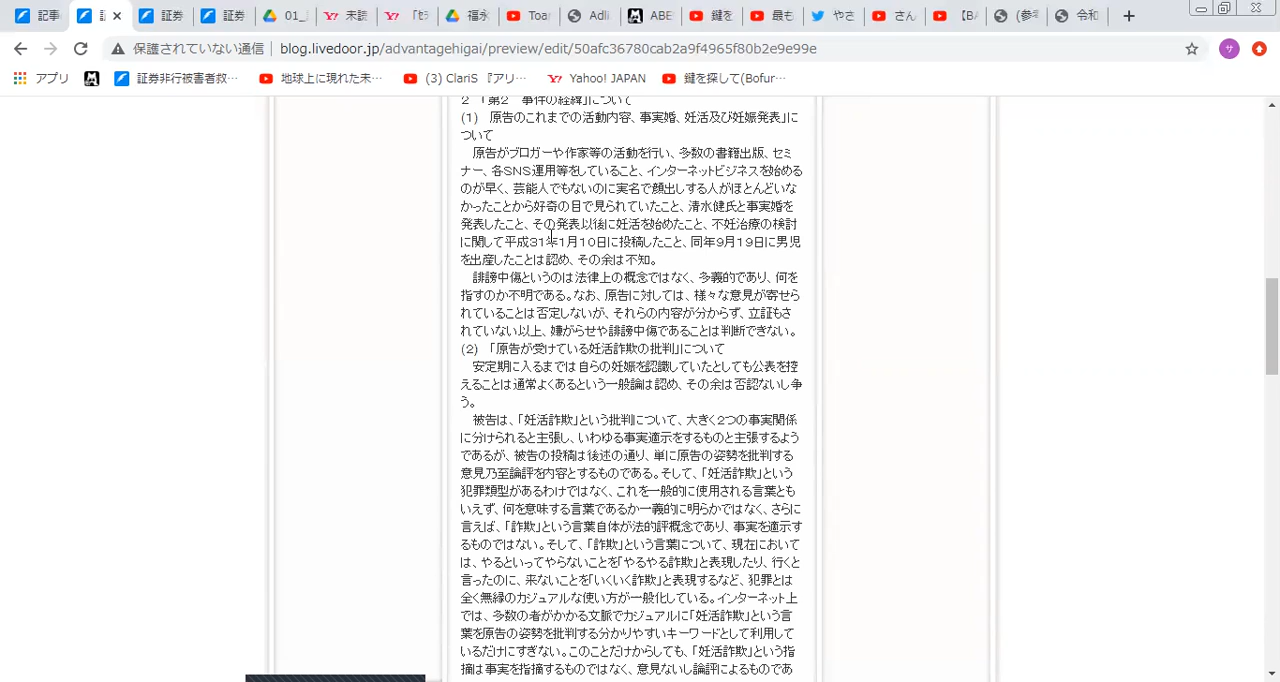 記事
証券
証券
01_
未読
「セラ
福永
Toar
Adli
ABE
鍵を
最も
やさ
さん
【BA
(参考
令和
保護されていない通信 | blog.livedoor.jp/advantagehigai/preview/edit/50afc36780cab2a9f4965f86b2e9e99e
サ
アプリ
証券非行被害者救…
地球上に現れた未…
(3) ClariS 『アリ…
Yahoo! JAPAN
鍵を見って(Bofur…
2 「第2 事件の経緯」について
(1) 原告のこれまでの活動内容、事実婚、妊活及び妊娠発表」に
ついて
原告がブロガーや作家等の活動を行い、多数の書籍出版、セミ
ナー、各SNS運用等をしていること、インターネットビジネスを始める
のが早く、芸能人でもないのに実名で顔出しする人がほとんどいな
かったことから好奇の目で見られていたこと、清水健氏と事実婚を
発表したこと、その発表以後に妊活を始めたこと、不妊治療の検討
に関して平成31年1月10日に投稿したこと、同年9月19日に男児
を出産したことは認め、その余は不知。
誹謗中傷というのは法律上の概念ではなく、多義的であり、何を
指すのか不明である。なお、原告に対しては、様々な意見が寄せら
れていることは否定しないが、それらの内容が分からず、立証もさ
れていない以上、嫌がらせや誹謗中傷であることは判断できない。
(2) 「原告が受けている妊活詐欺の批判」について
安定期に入るまでは自らの妊娠を認識していたとしても公表を控
えることは通常よくあるという一般論は認め、その余は否認ないし争
う。
被告は、「妊活詐欺」という批判について、大きく2つの事実関係
に分けられると主張し、いわゆる事実適示をするものと主張するよう
であるが、被告の投稿は後述の通り、単に原告の姿勢を批判する
意見乃至論評を内容とするものである。そして、「妊活詐欺」という
犯罪類型があるわけではなく、これを一般的に使用される言葉とも
いえず、何を意味する言葉であるか一義的に明らかではなく、さらに
言えば、「詐欺」という言葉自体が法的評概念であり、事実を適示す
るものではない。そして、「詐欺」という言葉について、現在において
は、やるといってやらないことを「やるやる詐欺」と表現したり、行くと
言ったのに、来ないことを「いくいく詐欺」と表現するなど、犯罪とは
全く無縁のカジュアルな使い方が一般化している。インターネット上
では、多数の者がかかる文脈でカジュアルに「妊活詐欺」という言
葉を原告の姿勢を批判する分かりやすいキーワードとして利用して
いるだけにすぎない。このことだけからしても、「妊活詐欺」という指
摘は事実を指摘するものではなく、意見ないし論評によるものであ